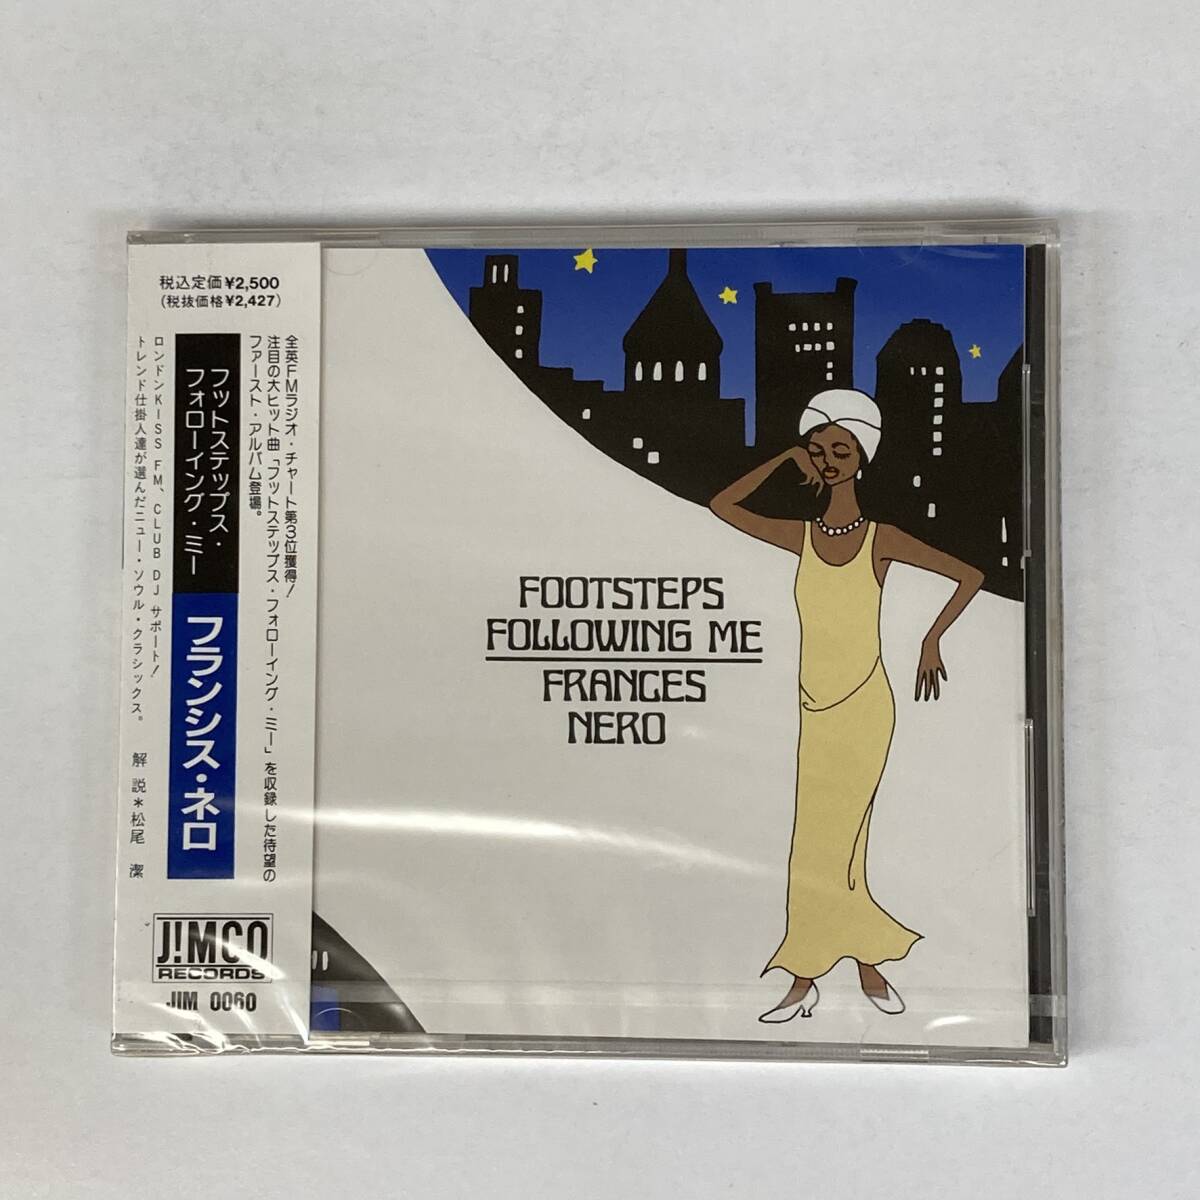 税込定価¥2,500
(税抜価格¥2,427)
全英FMラジオ・チャート第3位獲得!
注目の大ヒット曲「フットステップス・フォローイング・ミー」を収録した待望の
ファースト・アルバム登場。
フットステップス・
フォローイング・ミー
フランシス・ネロ
ロンドンKISS FM、CLUB DJ サポート!
トレンド仕掛人達が選んだニュー・ソウル・クラシックス。
解説*松尾 潔
J!MCO
RECORDS
JIM 0060
FOOTSTEPS
FOLLOWING ME
FRANCES
NERO